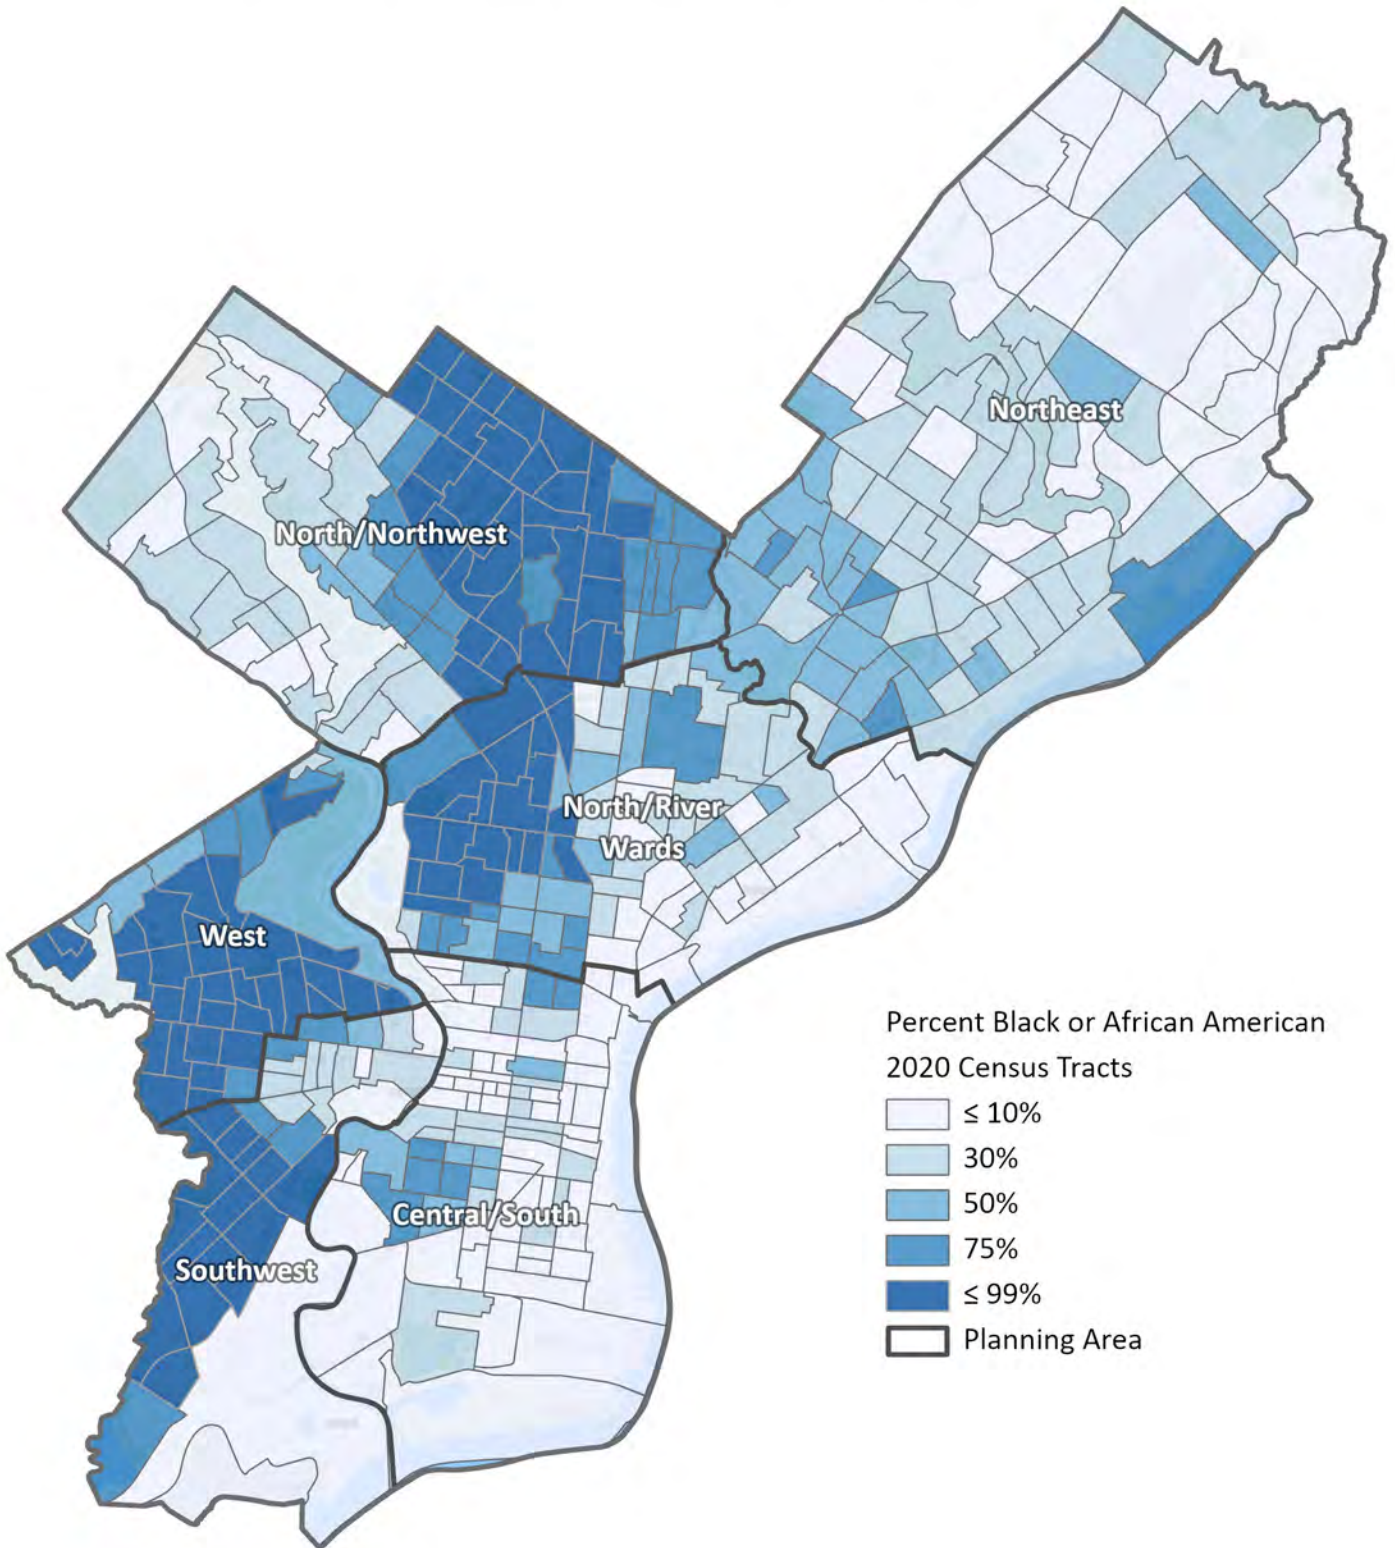 Northeast
North/Northwest
North/River
Wards
West
Central/South
Southwest
Percent Black or African American
2020 Census Tracts
≤ 10%
30%
50%
75%
≤ 99%
Planning Area